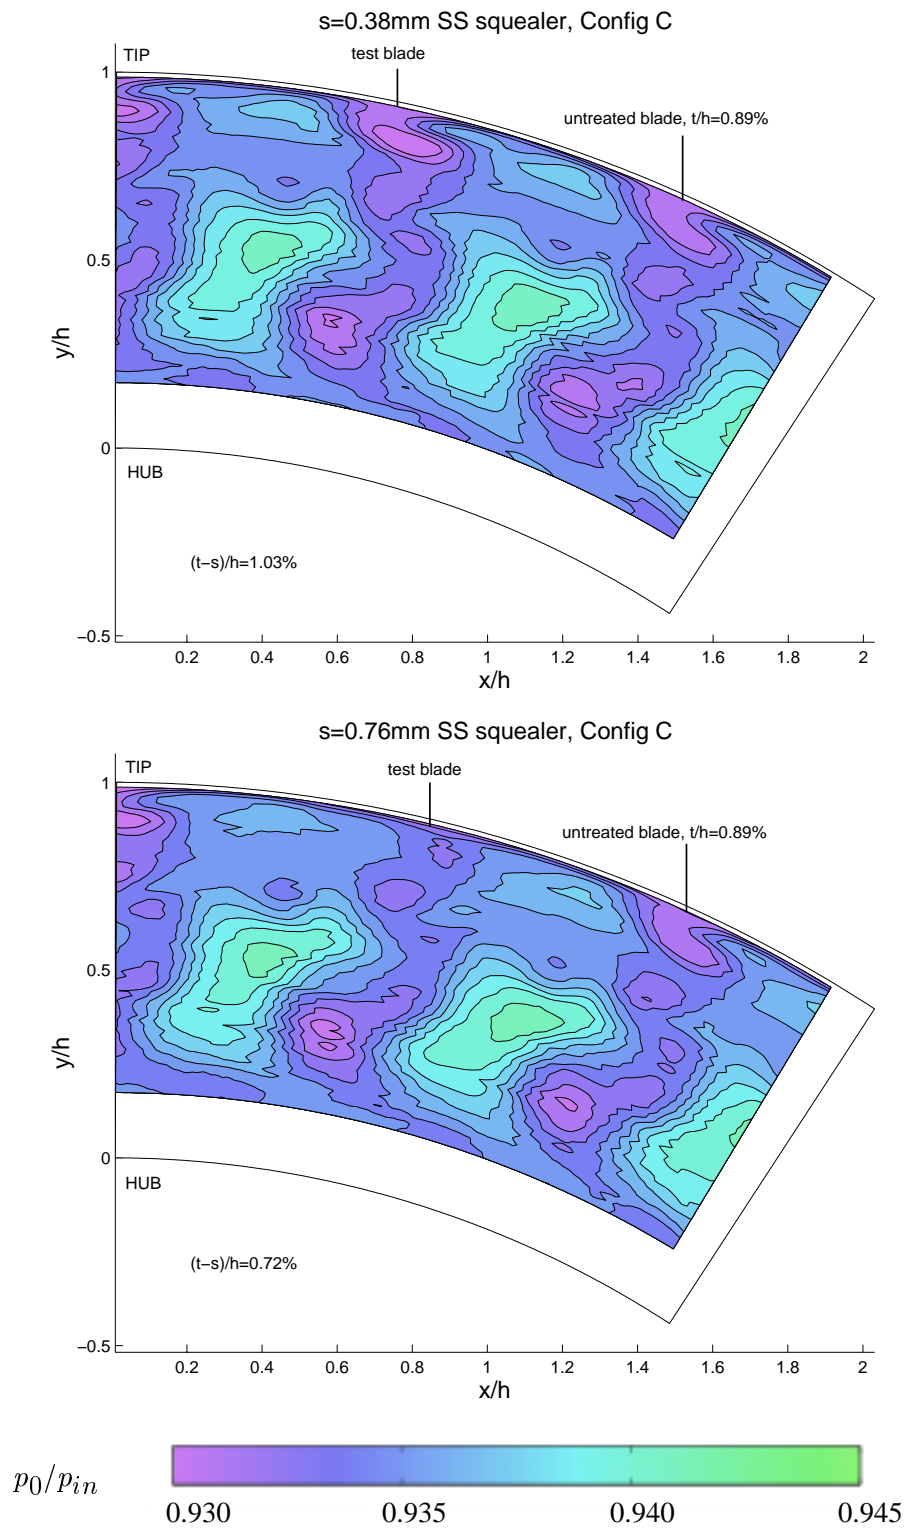 s=0.38mm SS squealer, Config C
test blade
TIP
untreated blade, t/h=0.89%
1
0.5
0
−0.5
y/h
HUB
(t−s)/h=1.03%
0.2 0.4 0.6 0.8 1 1.2 1.4 1.6 1.8 2
x/h
s=0.76mm SS squealer, Config C
test blade
TIP
untreated blade, t/h=0.89%
1
0.5
0
−0.5
y/h
HUB
(t−s)/h=0.72%
0.2 0.4 0.6 0.8 1 1.2 1.4 1.6 1.8 2
x/h
p0/pin
0.930 0.935 0.940 0.945